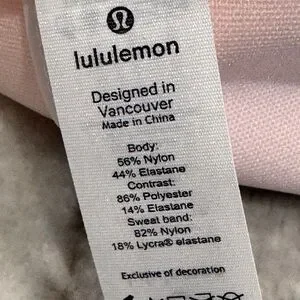 lululemon
Designed in
Vancouver
Made in China
Body:
56% Nylon
44% Elastane
Contrast:
86% Polyester
14% Elastane
Sweat band:
82% Nylon
18% Lycra® elastane
Exclusive of decoration